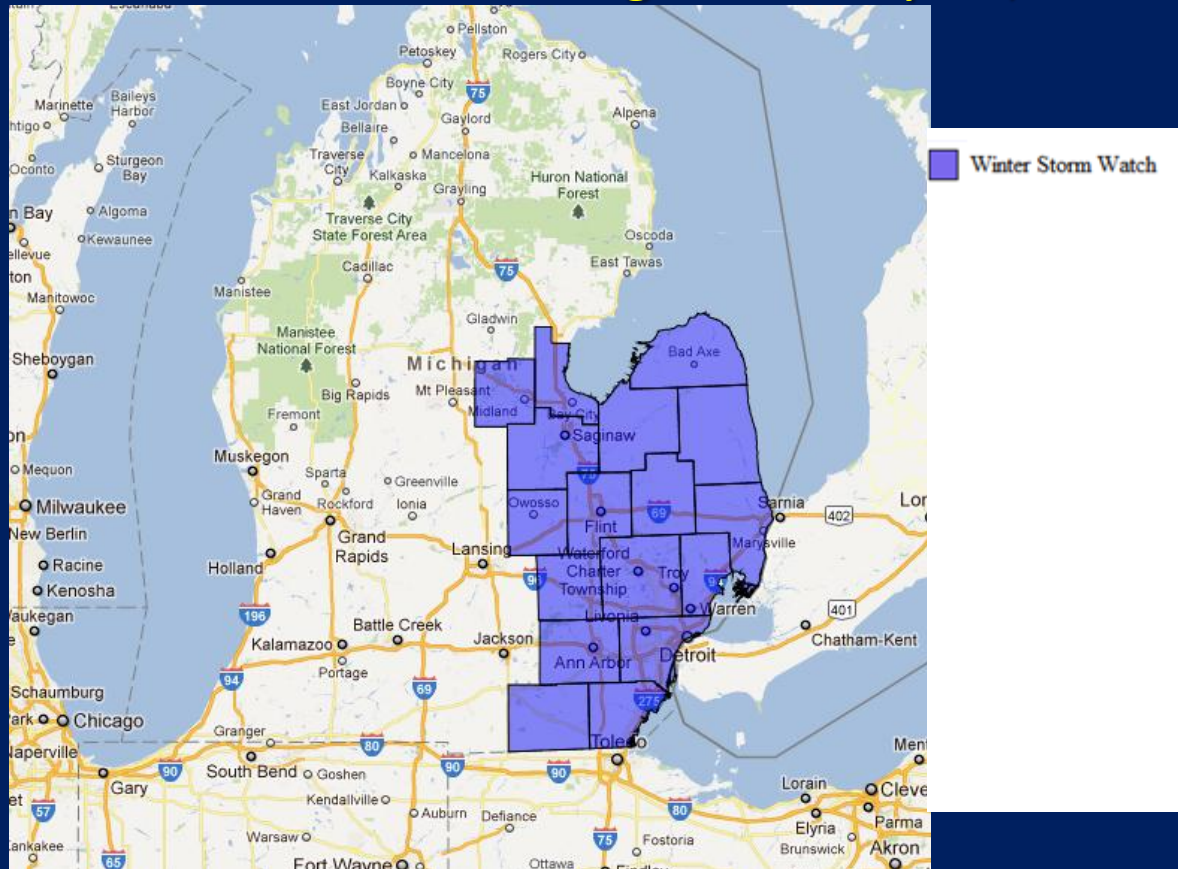 Pellston
Petoskey
Rogers City
Boyne City
75
Marinette
Baileys
Harbor
East Jordan
Gaylord
Alpena
Bellaire
Mancelona
Oconto
Sturgeon
Bay
Traverse
City
Kalkaska
Grayling
Huron National
Forest
Winter Storm Watch
Algoma
Traverse City
State Forest Area
Kewaunee
Oscoda
East Tawas
Cadillac
75
Manistee
Manitowoc
Gladwin
Manistee
National Forest
Sheboygan
Michigan
Bad Axe
Big Rapids
Mt Pleasant
Midland
Bay City
Fremont
Saginaw
Muskegon
Mequon
Sparta
Greenville
75
Milwaukee
Grand
Haven
Rockford
Ionia
Owosso
Flint
69
Sarnia
402
New Berlin
Grand
Rapids
Lansing
Marysville
Racine
Holland
Waterford
Charter
Township
Troy
96
94
Kenosha
Warren
401
196
Livonia
Battle Creek
Jackson
Chatham-Kent
Kalamazoo
Portage
Ann Arbor
Detroit
94
69
275
Schaumburg
Chicago
Naperville
Granger
80
Toledo
90
South Bend
Goshen
90
90
Gary
Lorain
57
Kendallville
Auburn
Defiance
80
Elyria
Parma
Warsaw
75
Fostoria
Brunswick
Akron
65
Fort Wayne
Ottawa